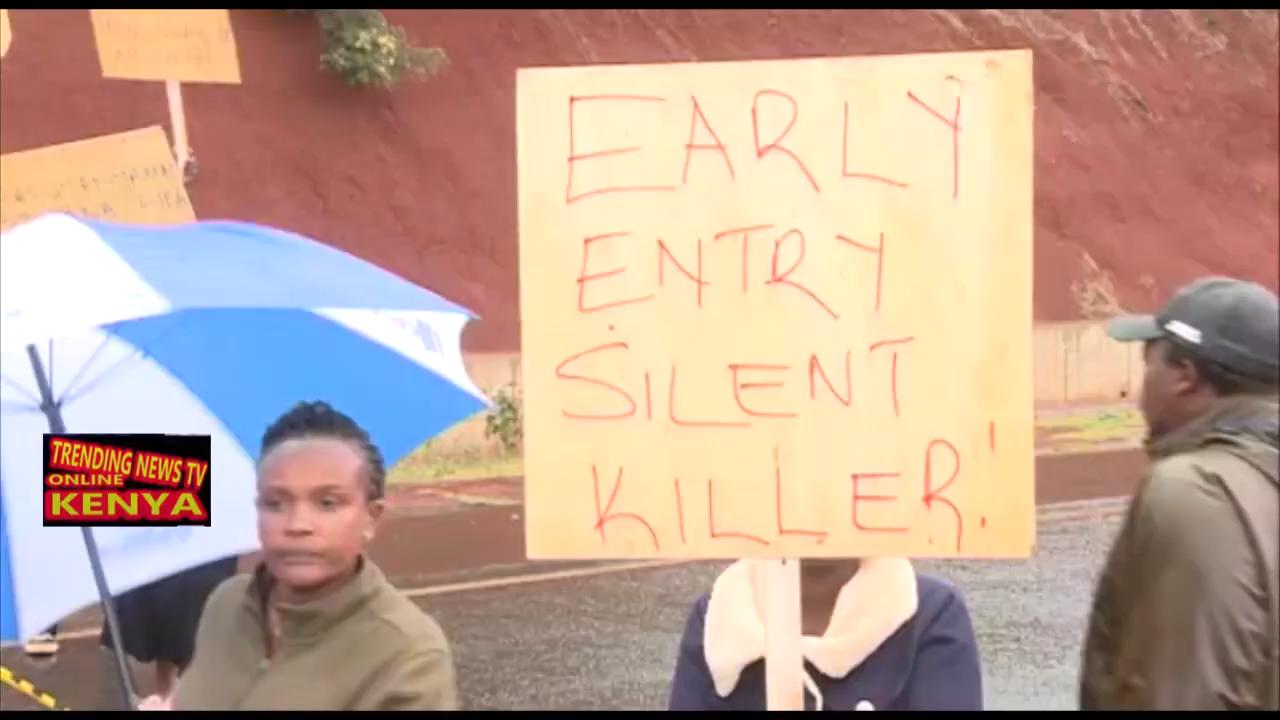 EARLY
ENTRY
SILENT
KILLER!
TRENDING NEWS TV
ONLINE
KENYA